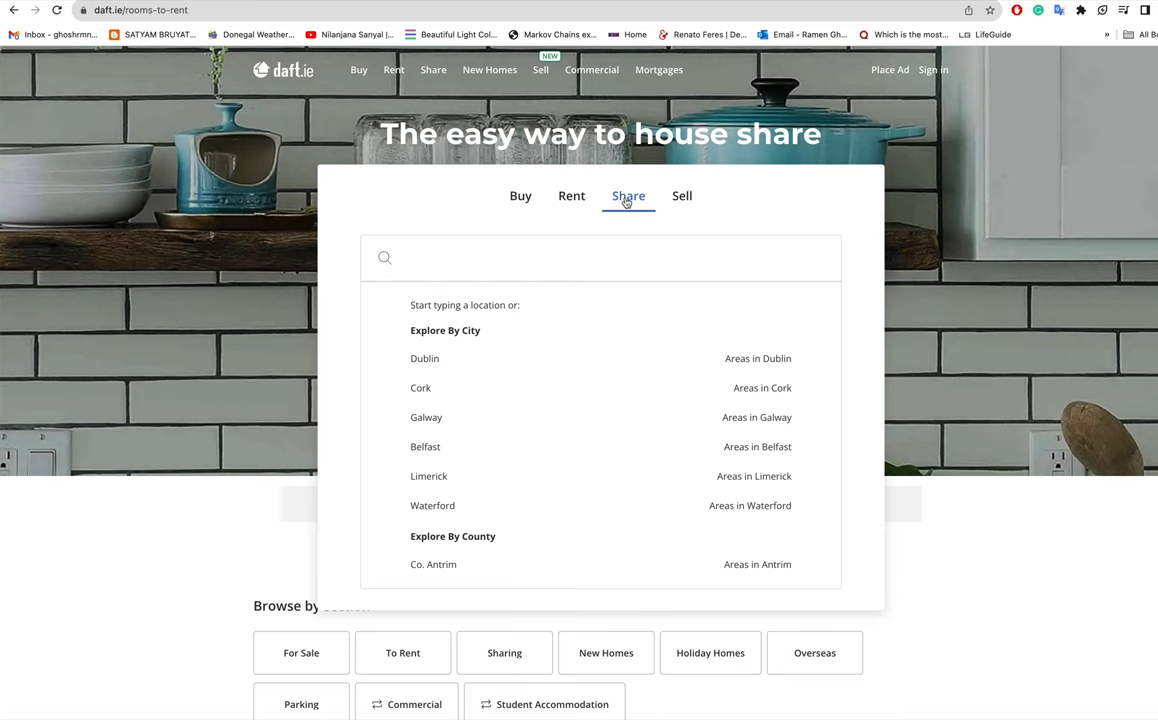 daft.ie/rooms-to-rent
Inbox - ghoshrmn... SATYAM BRUYAT... Donegal Weather... Nilanjana Sanyal |... Beautiful Light Col... Markov Chains ex... Home Renato Feres | De... Email - Ramen Gh... Which is the most... LG LifeGuide » All Bo
daft.ie Buy Rent Share New Homes Sell NEW Commercial Mortgages Place Ad Sign in
The easy way to house share
Buy Rent Share Sell
Start typing a location or:
Explore By City
Dublin Areas in Dublin
Cork Areas in Cork
Galway Areas in Galway
Belfast Areas in Belfast
Limerick Areas in Limerick
Waterford Areas in Waterford
Explore By County
Co. Antrim Areas in Antrim
Browse by
For Sale To Rent Sharing New Homes Holiday Homes Overseas
Parking Commercial Student Accommodation